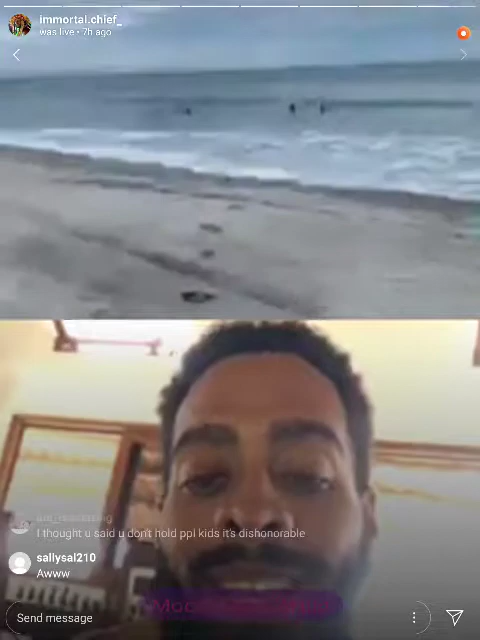 immortal.chief_
was live • 7h ago
I thought u said u don't hold ppl kids it's dishonorable
sallysal210
Awww
Send message